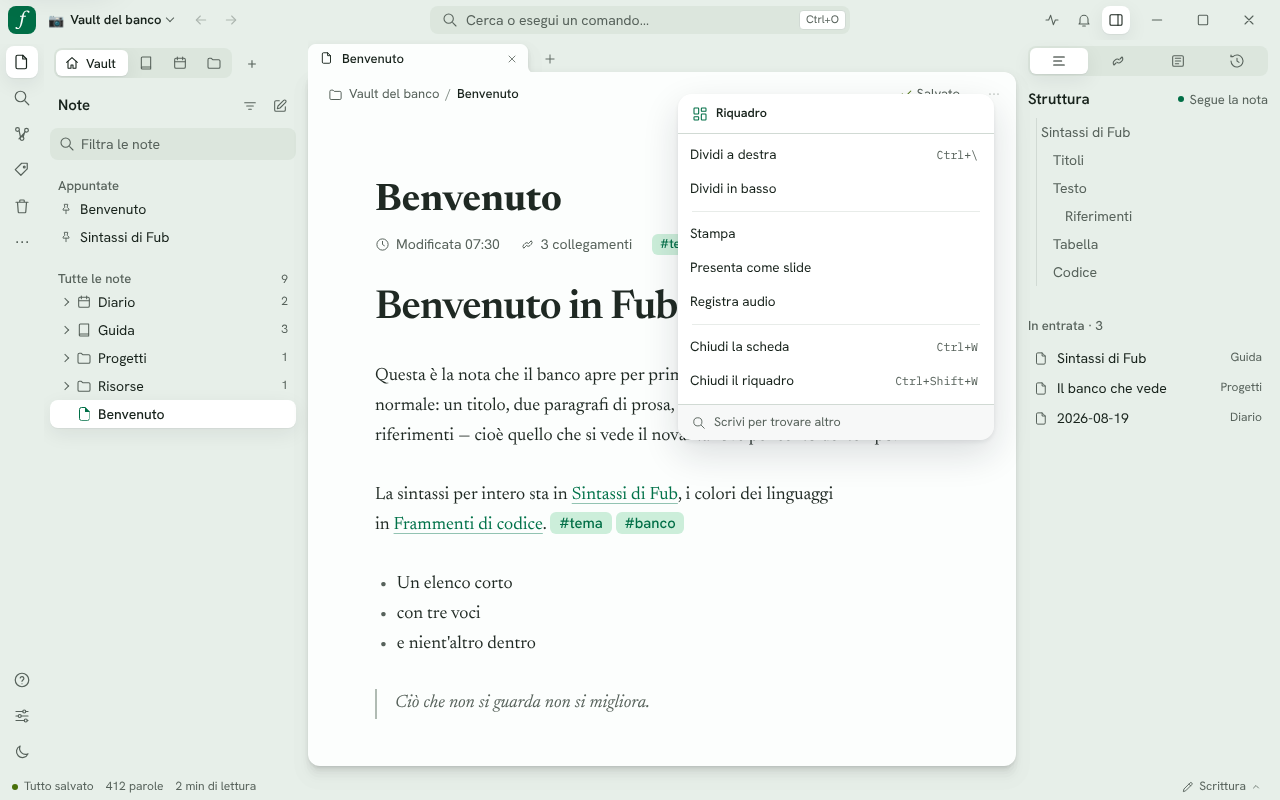 Vault del banco
Cerca o esegui un comando...
Ctrl+O
Vault
Benvenuto
Note
Filtra le note
Appuntate
Benvenuto
Sintassi di Fub
Tutte le note 9
Diario 2
Guida 3
Progetti 1
Risorse 1
Benvenuto
Vault del banco / Benvenuto
Salvato
Benvenuto
Modificata 07:30
3 collegamenti
Benvenuto in Fub
Questa è la nota che il banco apre per
normale: un titolo, due paragrafi di prosa,
riferimenti — cioè quello che si vede il
La sintassi per intero sta in Sintassi di Fub, i colori dei linguaggi
in Frammenti di codice. #tema #banco
Un elenco corto
con tre voci
e nient'altro dentro
Ciò che non si guarda non si migliora.
Riquadro
Dividi a destra Ctrl+\
Dividi in basso
Stampa
Presenta come slide
Registra audio
Chiudi la scheda Ctrl+W
Chiudi il riquadro Ctrl+Shift+W
Scrivi per trovare altro
Struttura
Segue la nota
Sintassi di Fub
Titoli
Testo
Riferimenti
Tabella
Codice
In entrata · 3
Sintassi di Fub Guida
Il banco che vede Progetti
2026-08-19 Diario
Tutto salvato 412 parole 2 min di lettura
Scrittura